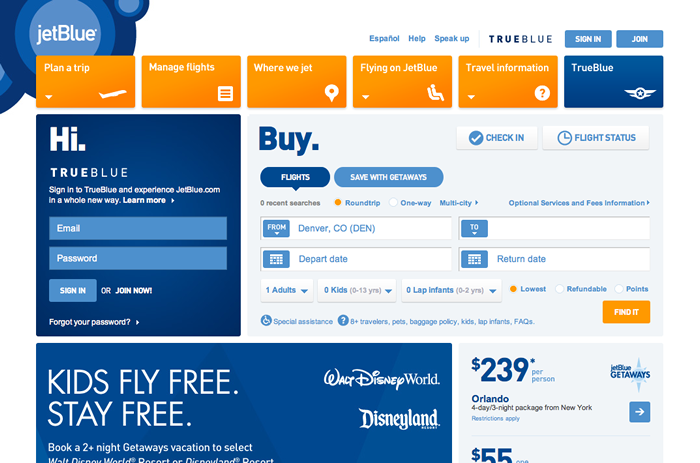 jetBlue®
Español Help Speak up TRUEBLUE SIGN IN JOIN
Plan a trip
Manage flights
Where we jet
Flying on JetBlue
Travel information
TrueBlue
Hi.
TRUEBLUE
Sign in to TrueBlue and experience JetBlue.com
in a whole new way. Learn more
Email
Password
SIGN IN OR JOIN NOW!
Forgot your password?
Buy.
CHECK IN FLIGHT STATUS
FLIGHTS SAVE WITH GETAWAYS
0 recent searches Roundtrip One-way Multi-city Optional Services and Fees Information
FROM Denver, CO (DEN) TO
Depart date Return date
1 Adults 0 Kids (0-13 yrs) 0 Lap infants (0-2 yrs) Lowest Refundable Points
FIND IT
Special assistance ? 8+ travelers, pets, baggage policy, kids, lap infants, FAQs.
KIDS FLY FREE.
STAY FREE.
Walt Disney World.
Disneyland
RESORT
Book a 2+ night Getaways vacation to select
Walt Disney World® Resort or Disneyland® Resort
$239*
per
person
jetBlue
GETAWAYS
Orlando
4-day/3-night package from New York
Restrictions apply
$55 one